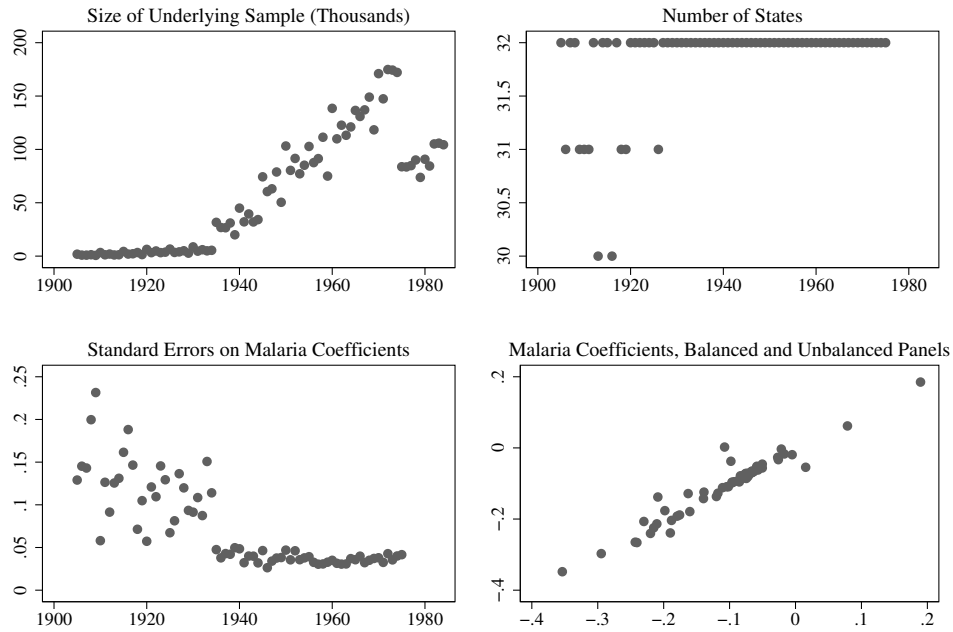 Size of Underlying Sample (Thousands)
200
150
100
50
0
1900 1920 1940 1960 1980
Number of States
32
31.5
31
30.5
30
1900 1920 1940 1960 1980
Standard Errors on Malaria Coefficients
.25
.2
.15
.1
.05
0
1900 1920 1940 1960 1980
Malaria Coefficients, Balanced and Unbalanced Panels
.2
0
-.2
-.4
-.4 -.3 -.2 -.1 0 .1 .2